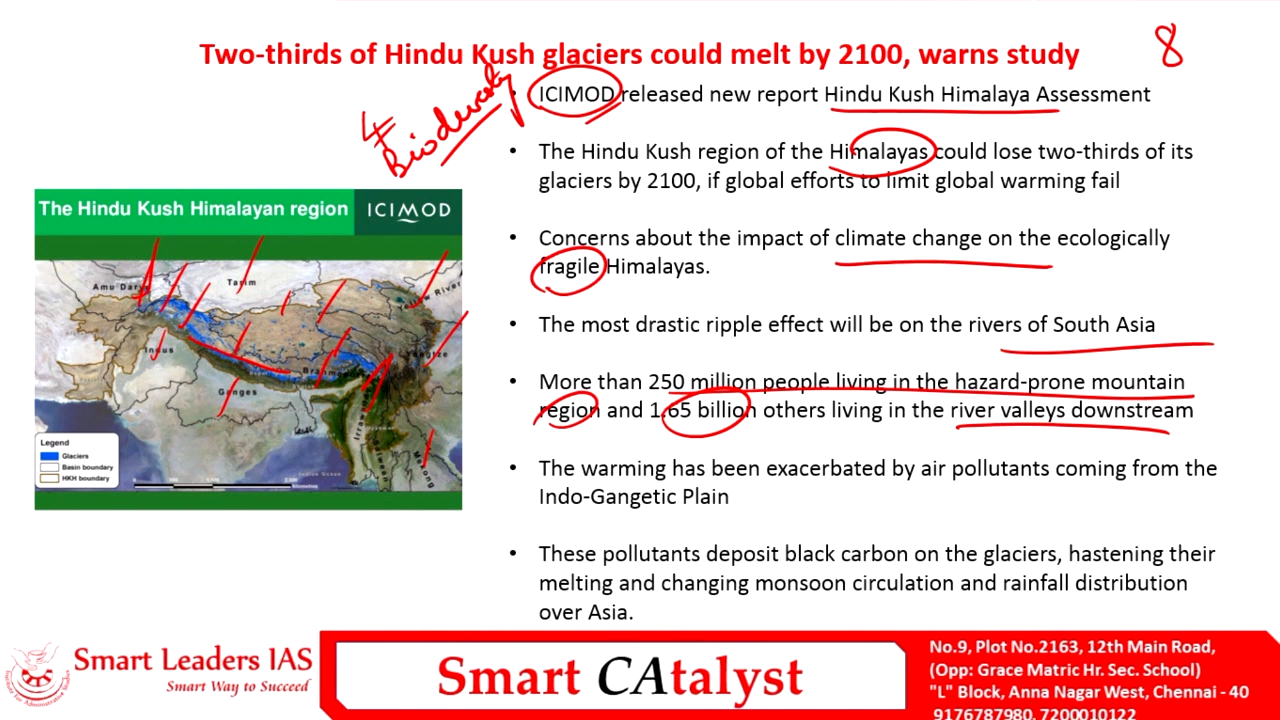 Two-thirds of Hindu Kush glaciers could melt by 2100, warns study
8
4
Biodiversity
• ICIMOD released new report Hindu Kush Himalaya Assessment
• The Hindu Kush region of the Himalayas could lose two-thirds of its
glaciers by 2100, if global efforts to limit global warming fail
• Concerns about the impact of climate change on the ecologically
fragile Himalayas.
• The most drastic ripple effect will be on the rivers of South Asia
• More than 250 million people living in the hazard-prone mountain
region and 1.65 billion others living in the river valleys downstream
• The warming has been exacerbated by air pollutants coming from the
Indo-Gangetic Plain
• These pollutants deposit black carbon on the glaciers, hastening their
melting and changing monsoon circulation and rainfall distribution
over Asia.
The Hindu Kush Himalayan region ICIMOD
Amu Darya
Tarim
Yellow River
Indus
Yangtze
Ganges
Irrawaddy
Salween
Mekong
Indian Ocean
Legend
Glaciers
Basin boundary
HKH boundary
Smart Leaders IAS
Smart Way to Succeed
Smart CAtalyst
No.9, Plot No.2163, 12th Main Road,
(Opp: Grace Matric Hr. Sec. School)
"L" Block, Anna Nagar West, Chennai - 40
9176787980, 7200010122